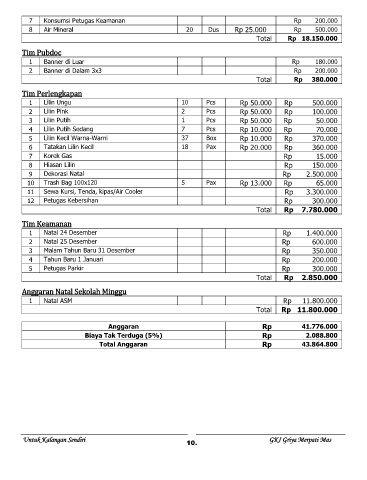 7 Konsumsi Petugas Keamanan Rp 200.000
8 Air Mineral 20 Dus Rp 25.000 Rp 500.000
Total Rp 18.150.000
Tim Pubdoc
1 Banner di Luar Rp 180.000
2 Banner di Dalam 3x3 Rp 200.000
Total Rp 380.000
Tim Perlengkapan
1 Lilin Ungu 10 Pcs Rp 50.000 Rp 500.000
2 Lilin Pink 2 Pcs Rp 50.000 Rp 100.000
3 Lilin Putih 1 Pcs Rp 50.000 Rp 50.000
4 Lilin Putih Sedang 7 Pcs Rp 10.000 Rp 70.000
5 Lilin Kecil Warna-Warni 37 Box Rp 10.000 Rp 370.000
6 Tatakan Lilin Kecil 18 Pax Rp 20.000 Rp 360.000
7 Korek Gas Rp 15.000
8 Hiasan Lilin Rp 150.000
9 Dekorasi Natal Rp 2.500.000
10 Trash Bag 100x120 5 Pax Rp 13.000 Rp 65.000
11 Sewa Kursi, Tenda, kipas/Air Cooler Rp 3.300.000
12 Petugas Kebersihan Rp 300.000
Total Rp 7.780.000
Tim Keamanan
1 Natal 24 Desember Rp 1.400.000
2 Natal 25 Desember Rp 600.000
3 Malam Tahun Baru 31 Desember Rp 350.000
4 Tahun Baru 1 Januari Rp 200.000
5 Petugas Parkir Rp 300.000
Total Rp 2.850.000
Anggaran Natal Sekolah Minggu
1 Natal ASM Rp 11.800.000
Total Rp 11.800.000
Anggaran Rp 41.776.000
Biaya Tak Terduga (5%) Rp 2.088.800
Total Anggaran Rp 43.864.800
Untuk Kalangan Sendiri 10. GKJ Griya Merpati Mas